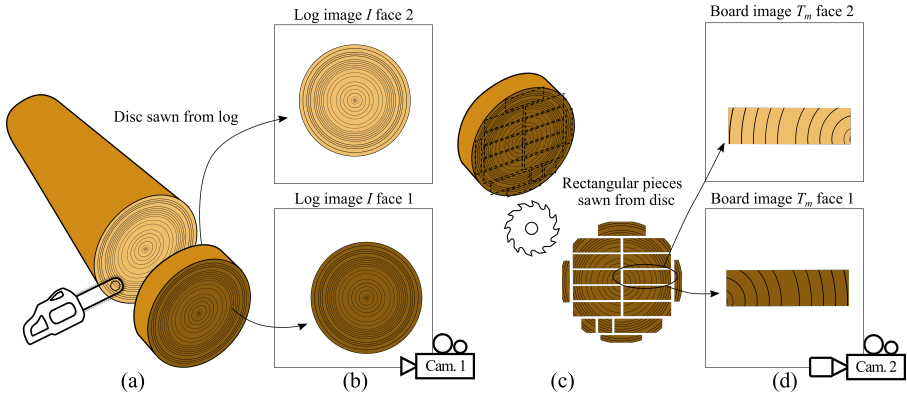 Log image I face 2
Disc sawn from log
Log image I face 1
Cam. 1
(a)
(b)
Board image Tm face 2
Rectangular pieces
sawn from disc
Board image Tm face 1
Cam. 2
(c)
(d)